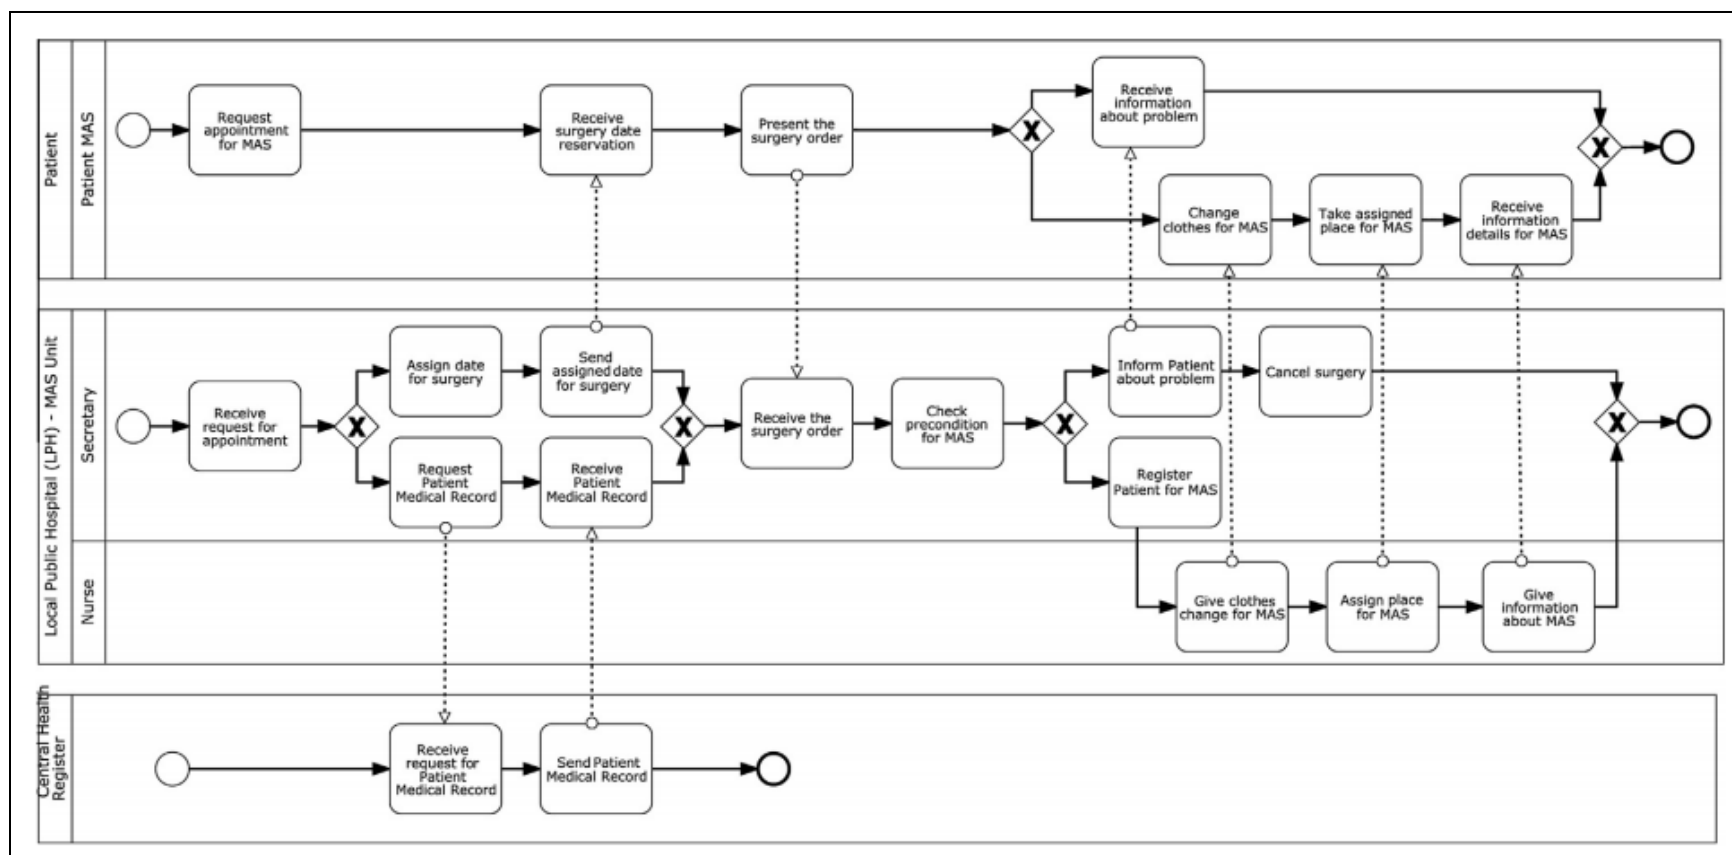 Patient
Patient MAS
Request
appointment
for MAS
Receive
surgery date
reservation
Present the
surgery order
X
Receive
information
about problem
Change
clothes for MAS
Take assigned
place for MAS
Receive
information
details for MAS
X
Local Public Hospital (LPH) - MAS Unit
Secretary
Receive
request for
appointment
X
Assign date
for surgery
Send
assigned date
for surgery
Request
Patient
Medical Record
Receive
Patient
Medical Record
X
Receive the
surgery order
Check
precondition
for MAS
X
Inform Patient
about problem
Cancel surgery
Register
Patient for MAS
X
Nurse
Give clothes
change for MAS
Assign place
for MAS
Give
information
about MAS
Central Health
Register
Receive
request for
Patient
Medical Record
Send Patient
Medical Record